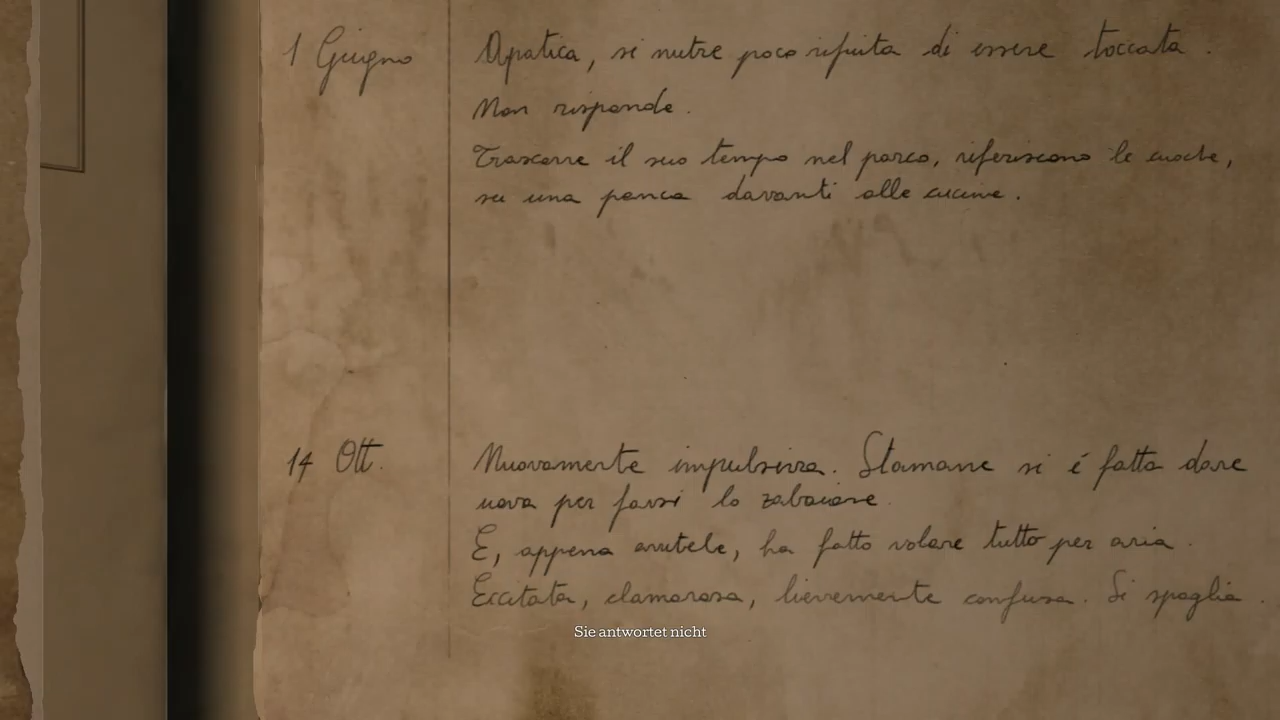 1 Giugno
Apatica, si nutre poco rifiuta di essere toccata.
Non risponde.
Trascorre il suo tempo nel parco, riferiscono le cuoche,
su una panca davanti alle cucine.
14 Ott.
Nuovamente impulsiva. Stamane si é fatta dare
uova per farsi lo zabaione.
E, appena avutele, ha fatto volare tutto per aria.
Eccitata, clamorosa, lievemente confusa. Si spoglia.
Sie antwortet nicht